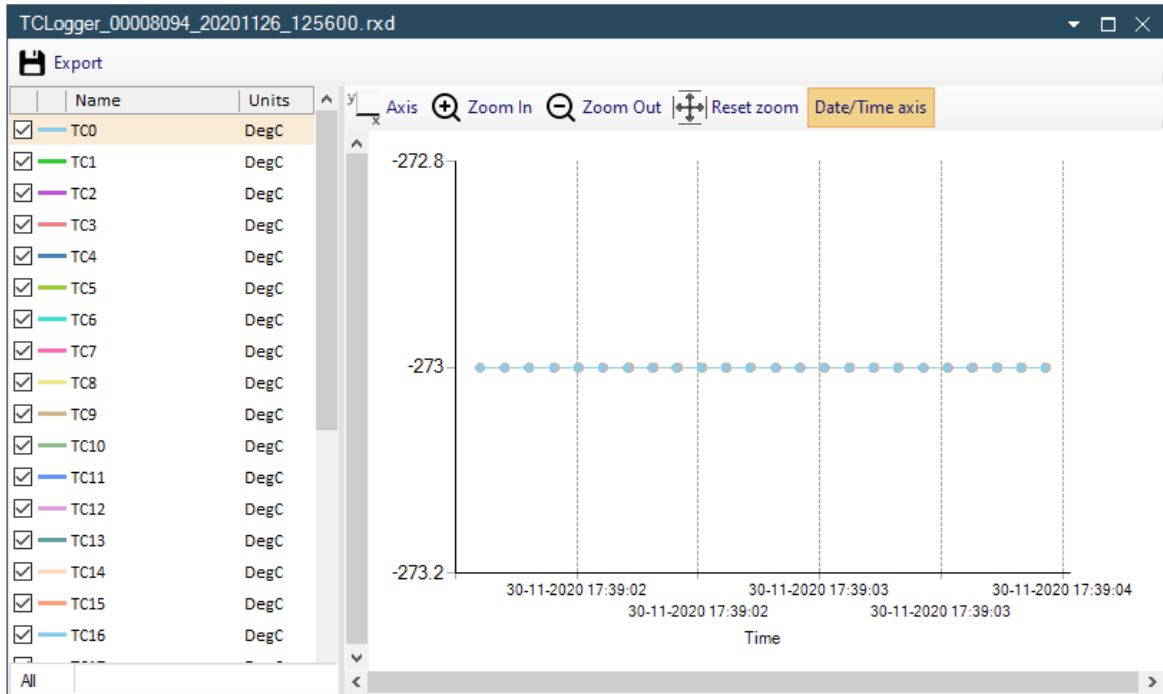 TCLogger_00008094_20201126_125600.rxd
Export
Name Units
TC0 DegC
TC1 DegC
TC2 DegC
TC3 DegC
TC4 DegC
TC5 DegC
TC6 DegC
TC7 DegC
TC8 DegC
TC9 DegC
TC10 DegC
TC11 DegC
TC12 DegC
TC13 DegC
TC14 DegC
TC15 DegC
TC16 DegC
All
y x Axis Zoom In Zoom Out Reset zoom Date/Time axis
-272.8
-273
-273.2
30-11-2020 17:39:02 30-11-2020 17:39:03 30-11-2020 17:39:04
30-11-2020 17:39:02 30-11-2020 17:39:03
Time